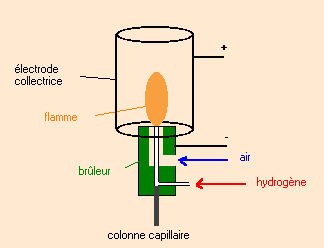 +
électrode
collectrice
flamme
-
air
brûleur
hydrogène
colonne capillaire